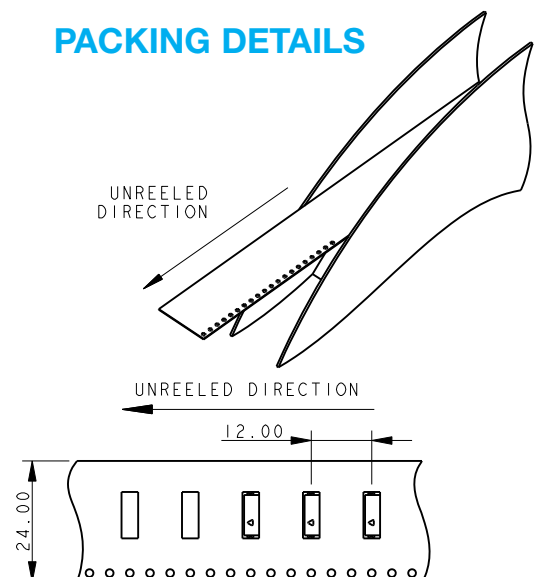 PACKING DETAILS
UNREELED
DIRECTION
UNREELED DIRECTION
12.00
24.00